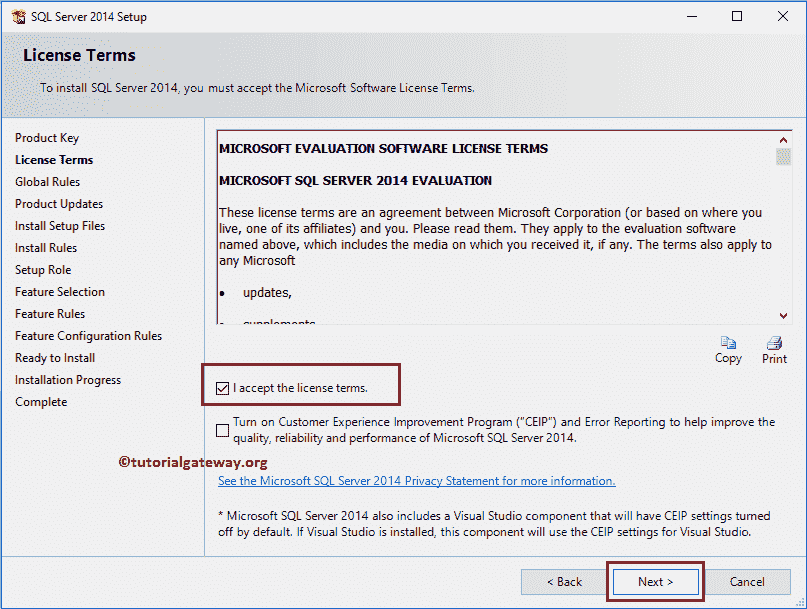 SQL Server 2014 Setup
License Terms
To install SQL Server 2014, you must accept the Microsoft Software License Terms.
Product Key
License Terms
Global Rules
Product Updates
Install Setup Files
Install Rules
Setup Role
Feature Selection
Feature Rules
Feature Configuration Rules
Ready to Install
Installation Progress
Complete
MICROSOFT EVALUATION SOFTWARE LICENSE TERMS
MICROSOFT SQL SERVER 2014 EVALUATION
These license terms are an agreement between Microsoft Corporation (or based on where you
live, one of its affiliates) and you. Please read them. They apply to the evaluation software
named above, which includes the media on which you received it, if any. The terms also apply to
any Microsoft
• updates,
• supplements
Copy
Print
I accept the license terms.
Turn on Customer Experience Improvement Program ("CEIP") and Error Reporting to help improve the
quality, reliability and performance of Microsoft SQL Server 2014.
©tutorialgateway.org
See the Microsoft SQL Server 2014 Privacy Statement for more information.
* Microsoft SQL Server 2014 also includes a Visual Studio component that will have CEIP settings turned
off by default. If Visual Studio is installed, this component will use the CEIP settings for Visual Studio.
< Back
Next >
Cancel